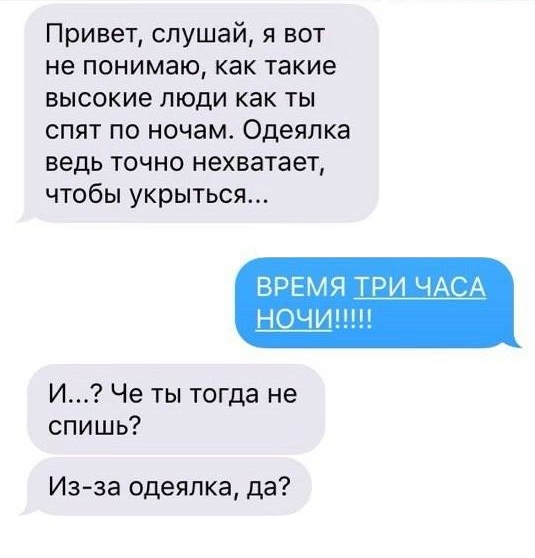 Привет, слушай, я вот
не понимаю, как такие
высокие люди как ты
спят по ночам. Одеялка
ведь точно нехватает,
чтобы укрыться...
ВРЕМЯ ТРИ ЧАСА
НОЧИ!!!!!
И...? Че ты тогда не
спишь?
Из-за одеялка, да?